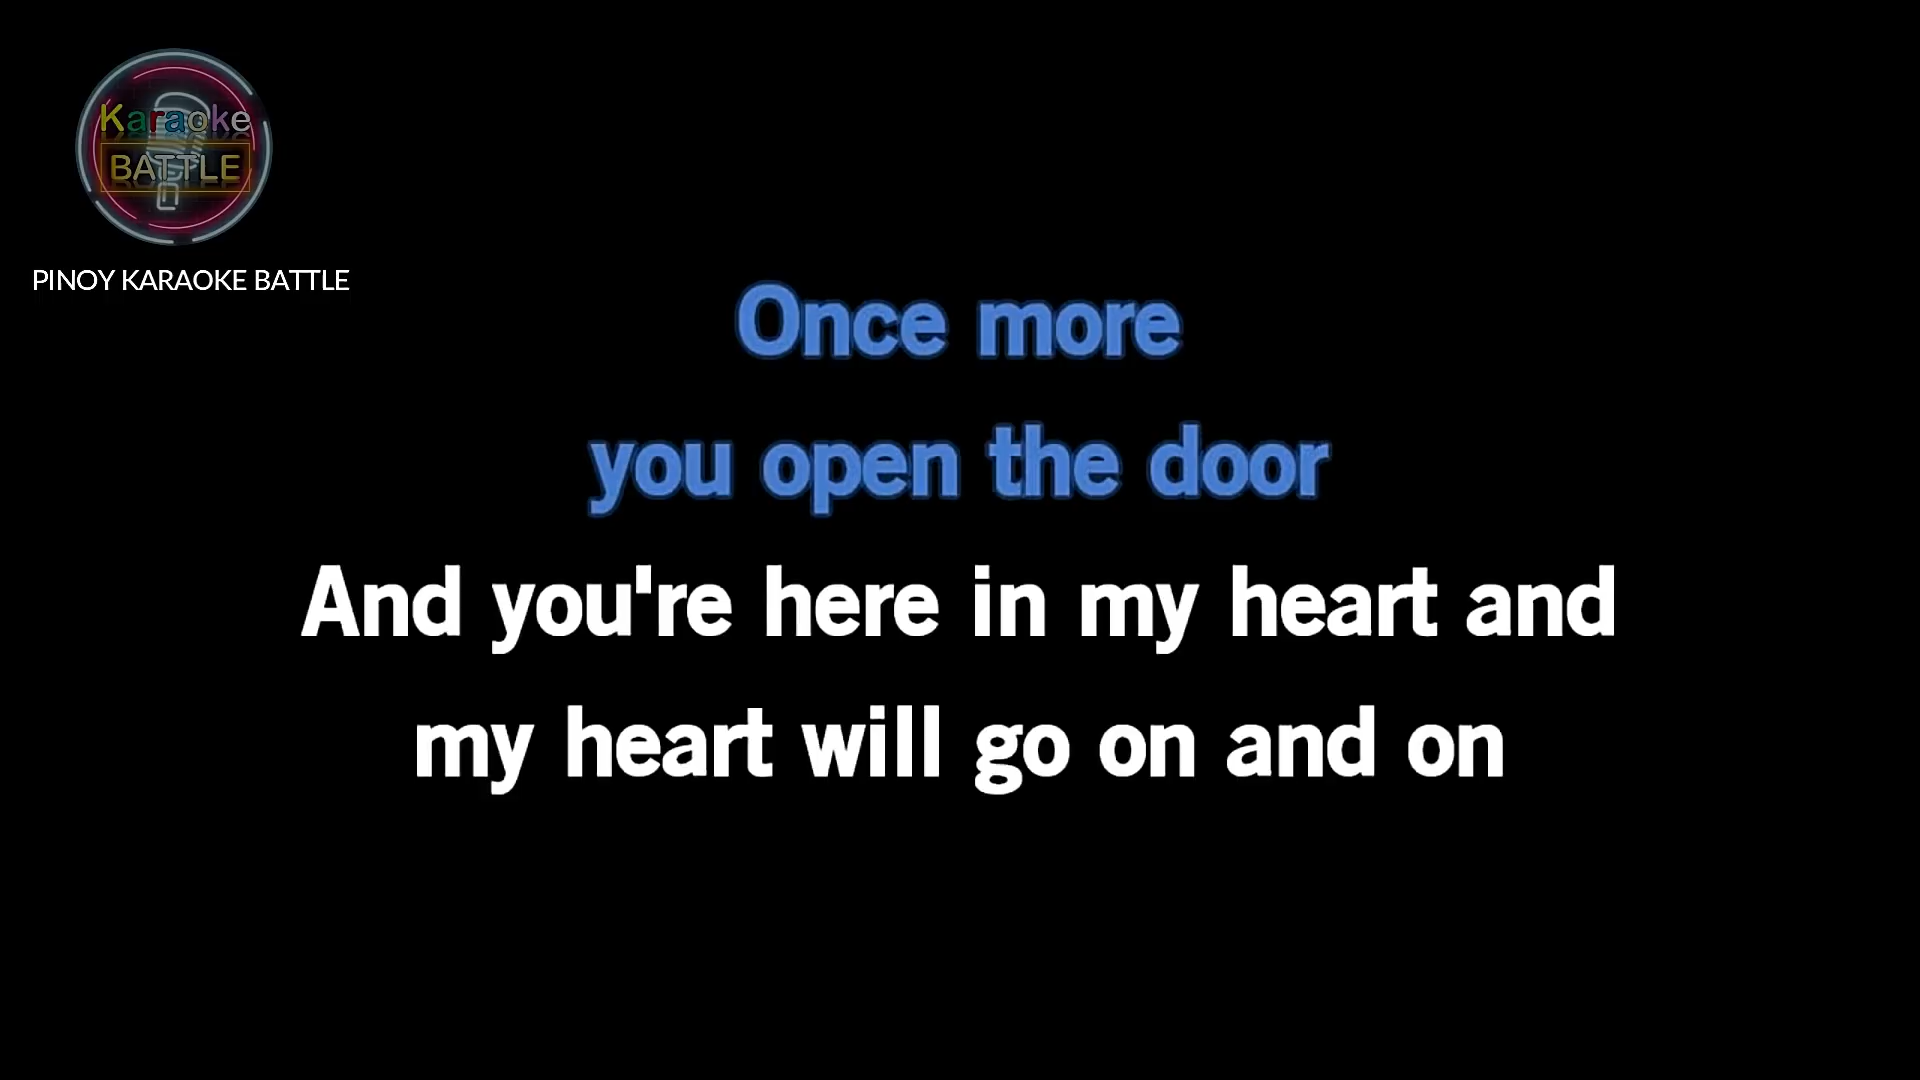 Karaoke
BATTLE
PINOY KARAOKE BATTLE
Once more
you open the door
And you're here in my heart and
my heart will go on and on